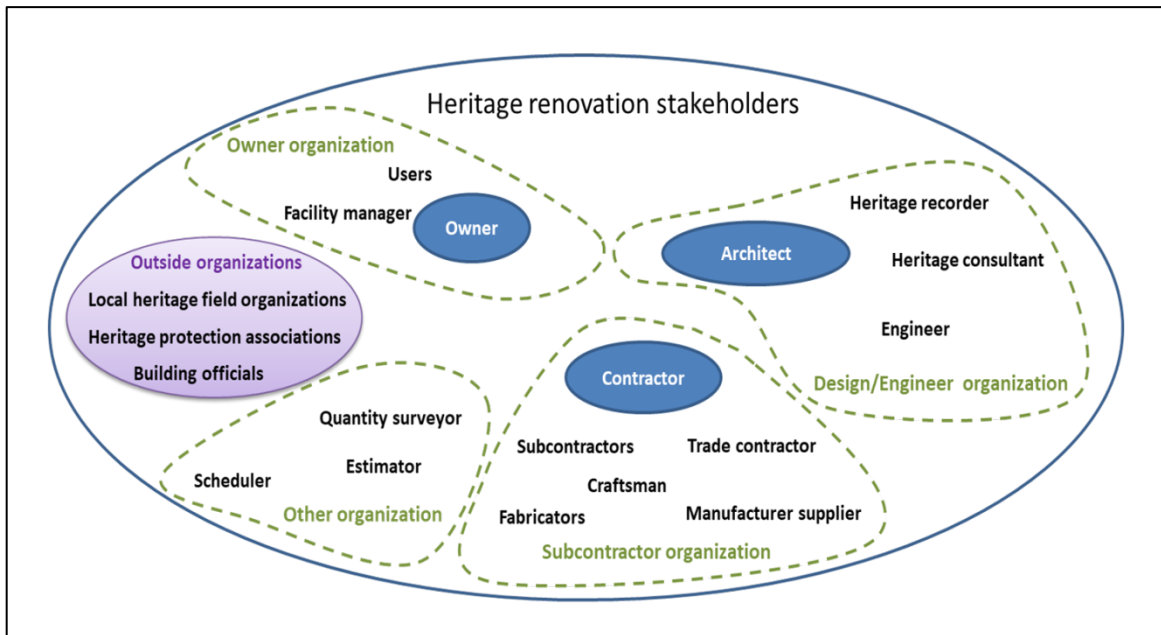 Heritage renovation stakeholders
Owner organization
Users
Facility manager
Owner
Heritage recorder
Architect
Heritage consultant
Engineer
Design/Engineer organization
Outside organizations
Local heritage field organizations
Heritage protection associations
Building officials
Contractor
Subcontractors
Trade contractor
Craftsman
Fabricators
Manufacturer supplier
Subcontractor organization
Quantity surveyor
Estimator
Scheduler
Other organization